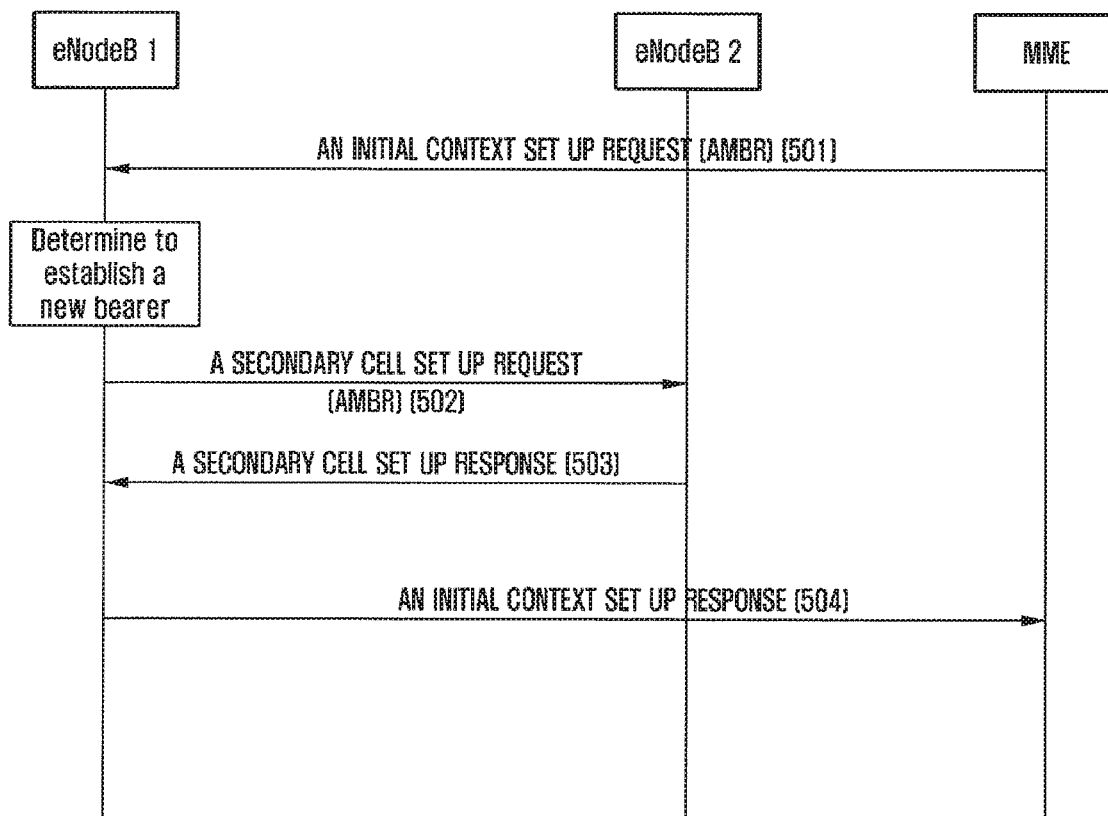 eNodeB 1
eNodeB 2
MME
AN INITIAL CONTEXT SET UP REQUEST (AMBR) (501)
Determine to
establish a
new bearer
A SECONDARY CELL SET UP REQUEST
(AMBR) (502)
A SECONDARY CELL SET UP RESPONSE (503)
AN INITIAL CONTEXT SET UP RESPONSE (504)